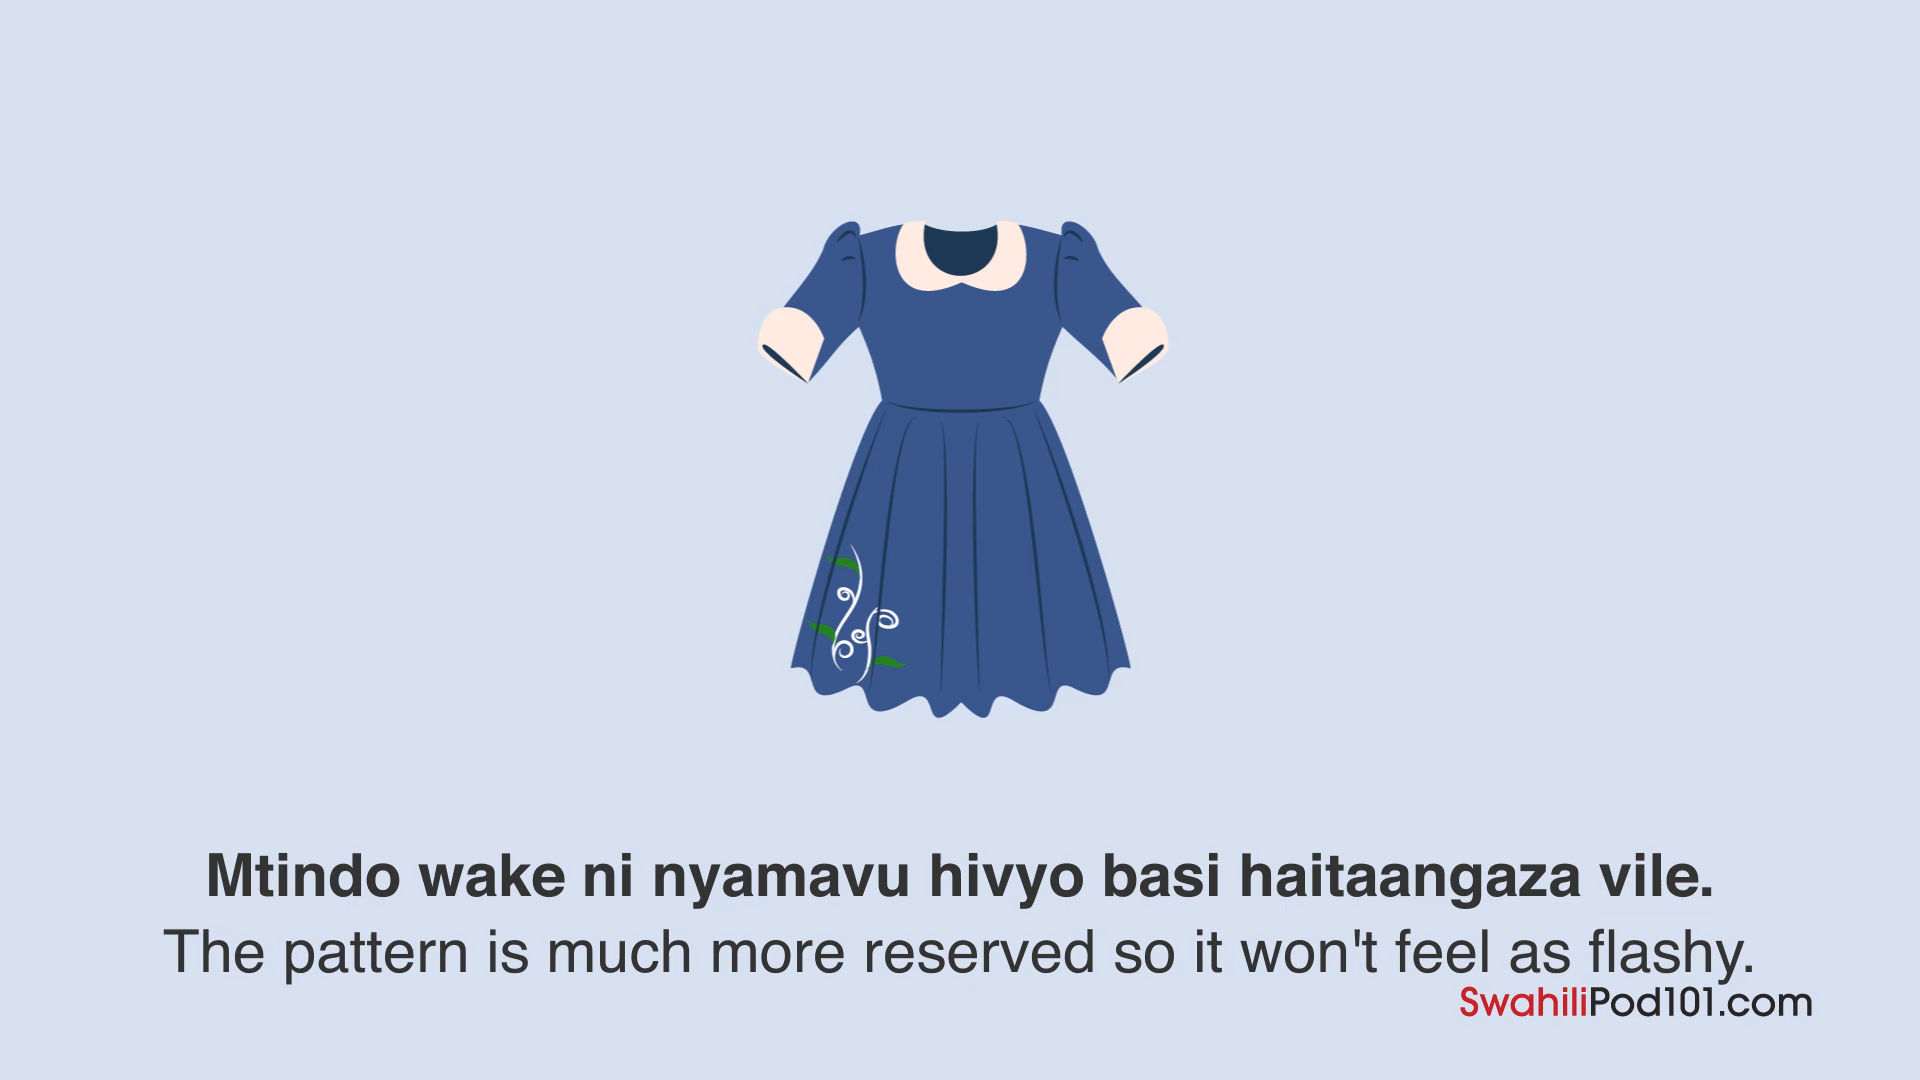 Mtindo wake ni nyamavu hivyo basi haitaangaza vile.
The pattern is much more reserved so it won't feel as flashy.
SwahiliPod101.com